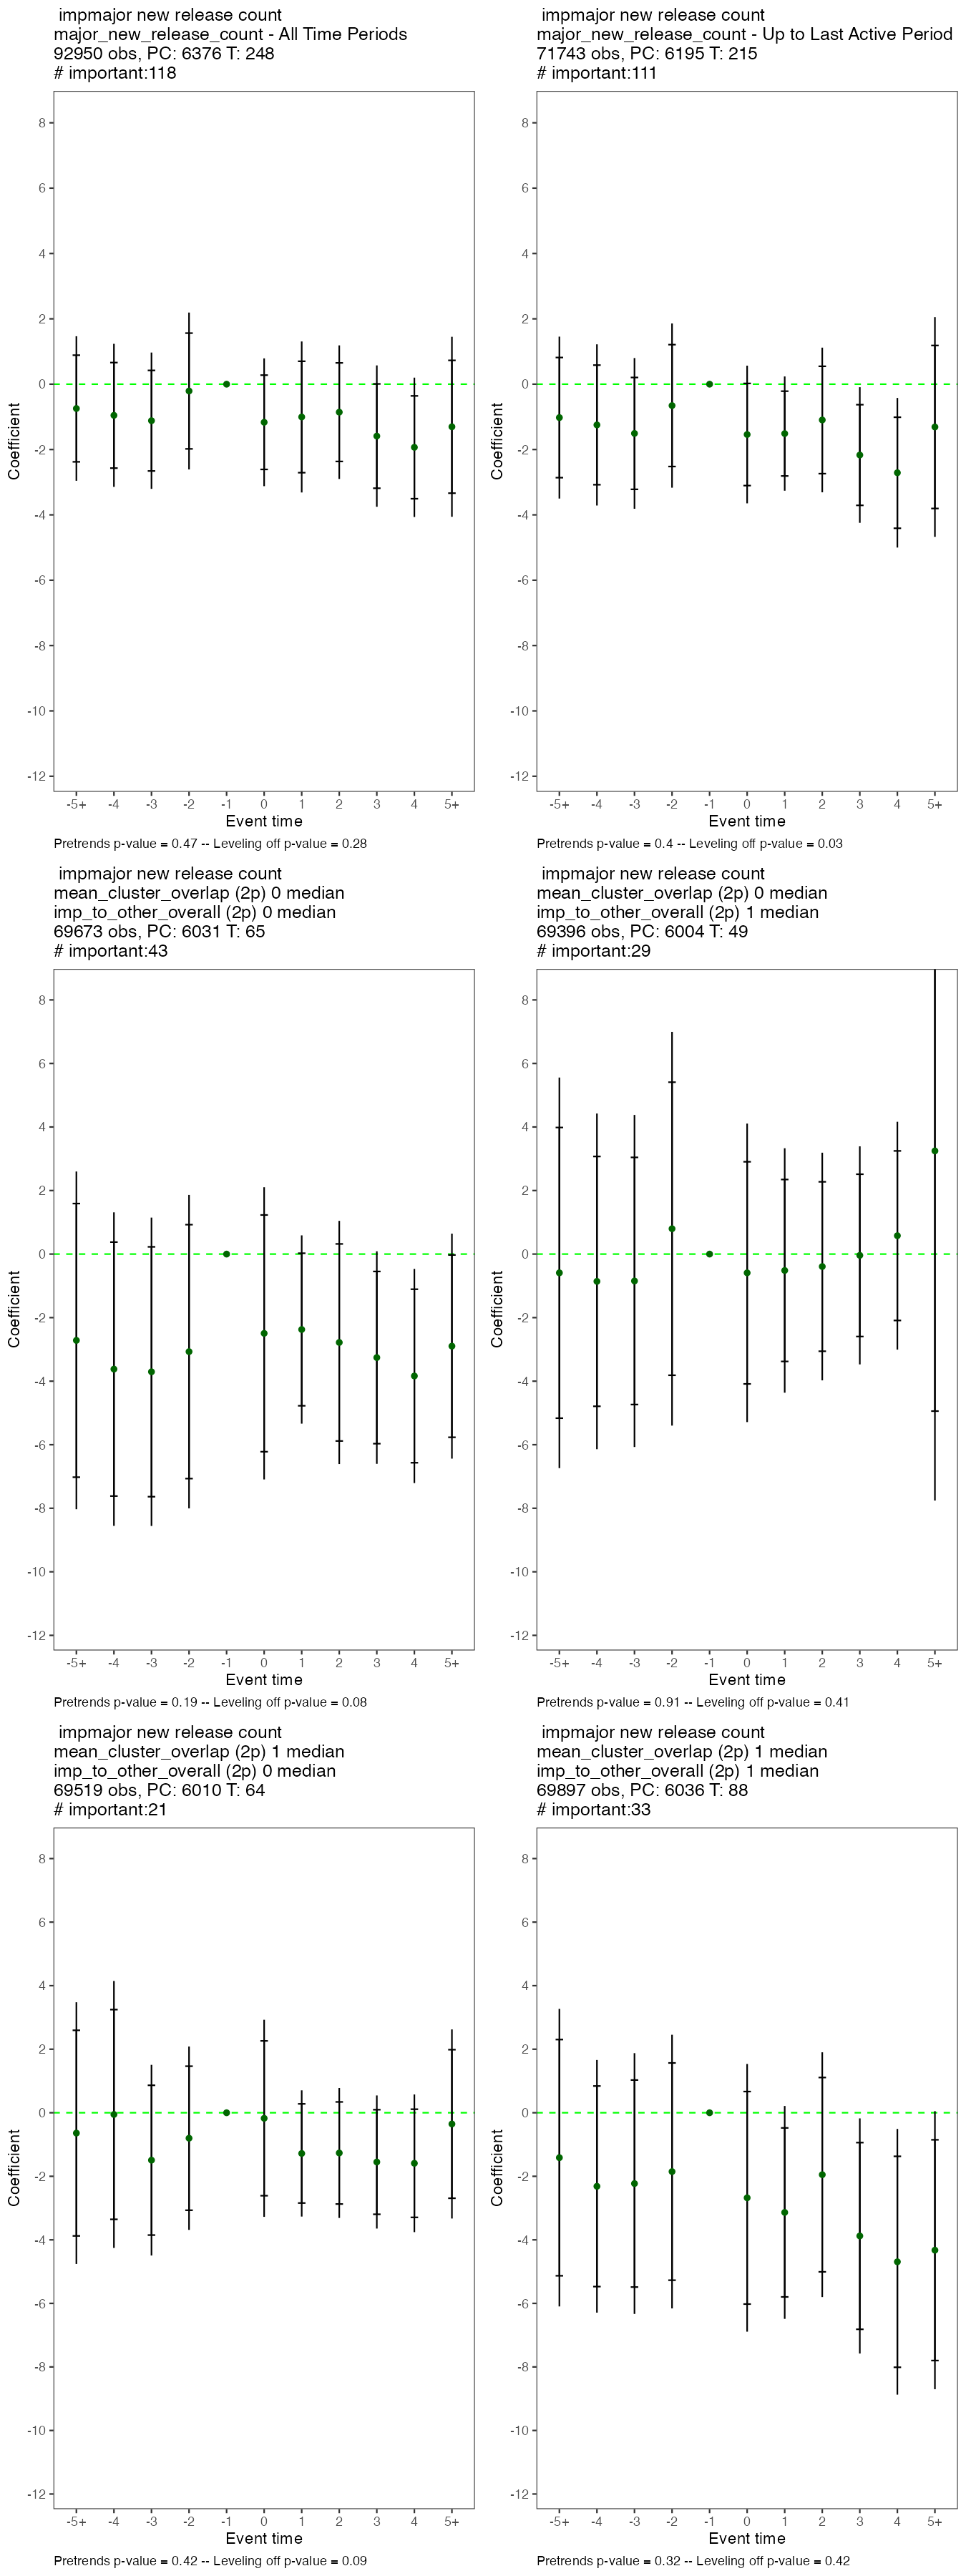 impmajor new release count
major_new_release_count - All Time Periods
92950 obs, PC: 6376 T: 248
# important:118
8
6
4
2
0
-2
-4
-6
-8
-10
-12
Coefficient
-5+ -4 -3 -2 -1 0 1 2 3 4 5+
Event time
Pretrends p-value = 0.47 -- Leveling off p-value = 0.28
impmajor new release count
major_new_release_count - Up to Last Active Period
71743 obs, PC: 6195 T: 215
# important:111
8
6
4
2
0
-2
-4
-6
-8
-10
-12
Coefficient
-5+ -4 -3 -2 -1 0 1 2 3 4 5+
Event time
Pretrends p-value = 0.4 -- Leveling off p-value = 0.03
impmajor new release count
mean_cluster_overlap (2p) 0 median
imp_to_other_overall (2p) 0 median
69673 obs, PC: 6031 T: 65
# important:43
8
6
4
2
0
-2
-4
-6
-8
-10
-12
Coefficient
-5+ -4 -3 -2 -1 0 1 2 3 4 5+
Event time
Pretrends p-value = 0.19 -- Leveling off p-value = 0.08
impmajor new release count
mean_cluster_overlap (2p) 0 median
imp_to_other_overall (2p) 1 median
69396 obs, PC: 6004 T: 49
# important:29
8
6
4
2
0
-2
-4
-6
-8
-10
-12
Coefficient
-5+ -4 -3 -2 -1 0 1 2 3 4 5+
Event time
Pretrends p-value = 0.91 -- Leveling off p-value = 0.41
impmajor new release count
mean_cluster_overlap (2p) 1 median
imp_to_other_overall (2p) 0 median
69519 obs, PC: 6010 T: 64
# important:21
8
6
4
2
0
-2
-4
-6
-8
-10
-12
Coefficient
-5+ -4 -3 -2 -1 0 1 2 3 4 5+
Event time
Pretrends p-value = 0.42 -- Leveling off p-value = 0.09
impmajor new release count
mean_cluster_overlap (2p) 1 median
imp_to_other_overall (2p) 1 median
69897 obs, PC: 6036 T: 88
# important:33
8
6
4
2
0
-2
-4
-6
-8
-10
-12
Coefficient
-5+ -4 -3 -2 -1 0 1 2 3 4 5+
Event time
Pretrends p-value = 0.32 -- Leveling off p-value = 0.42